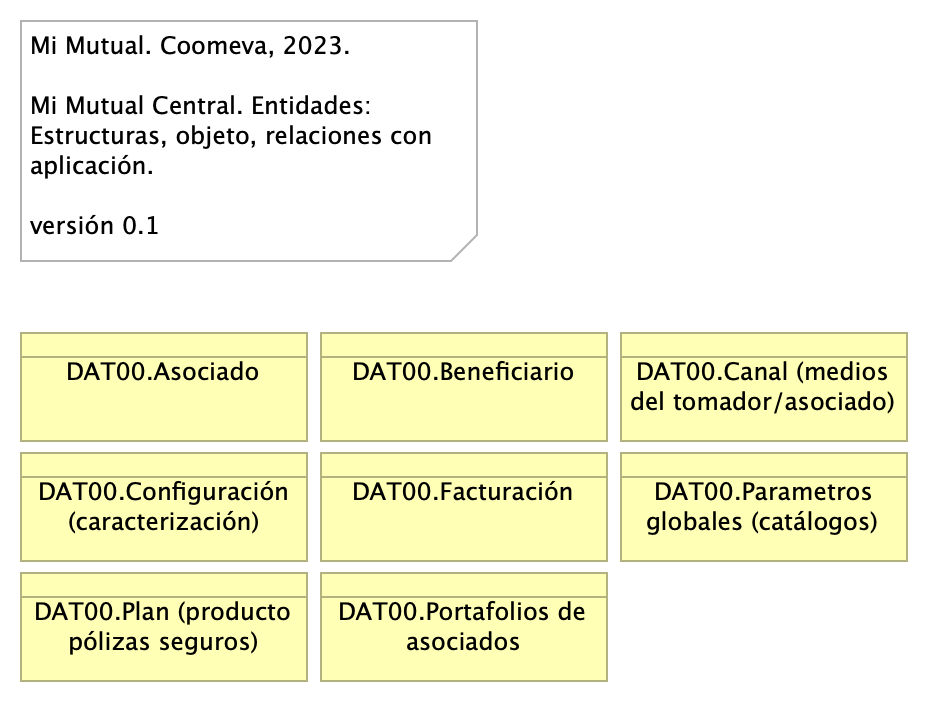 Mi Mutual. Coomeva, 2023.
Mi Mutual Central. Entidades:
Estructuras, objeto, relaciones con
aplicación.
versión 0.1
DAT00.Asociado
DAT00.Beneficiario
DAT00.Canal (medios
del tomador/asociado)
DAT00.Configuración
(caracterización)
DAT00.Facturación
DAT00.Parametros
globales (catálogos)
DAT00.Plan (producto
pólizas seguros)
DAT00.Portafolios de
asociados